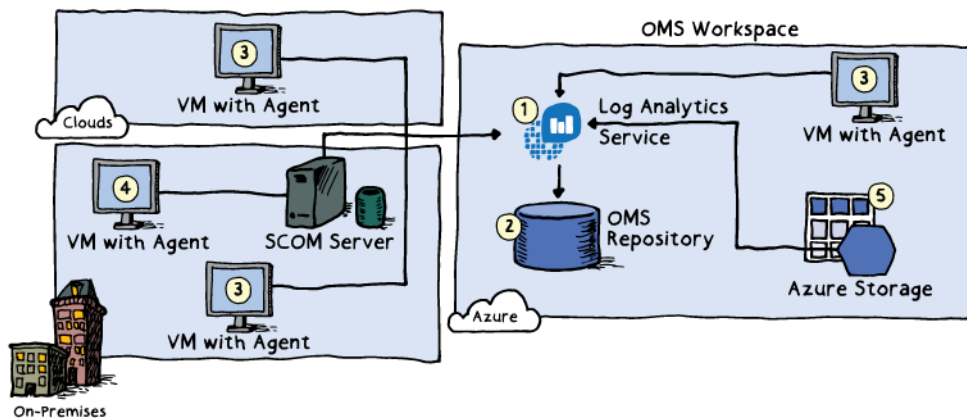 OMS Workspace
3
VM with Agent
Clouds
4
VM with Agent
SCOM Server
3
VM with Agent
On-Premises
1
Log Analytics
Service
3
VM with Agent
2
OMS
Repository
5
Azure Storage
Azure